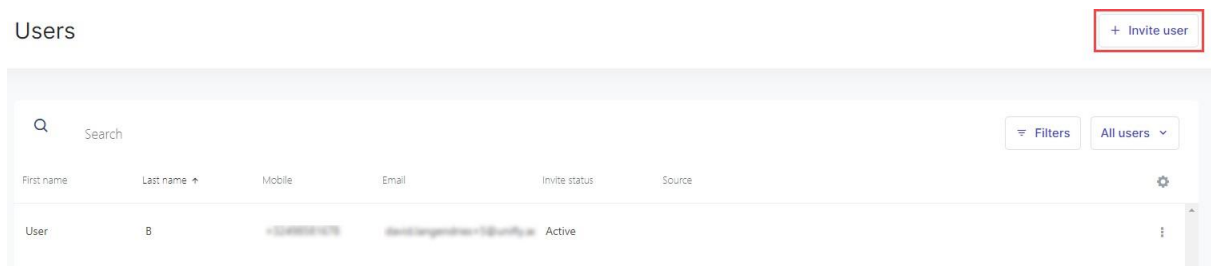 Users
+ Invite user
Search
Filters
All users
First name Last name ↑ Mobile Email Invite status Source
User B Active